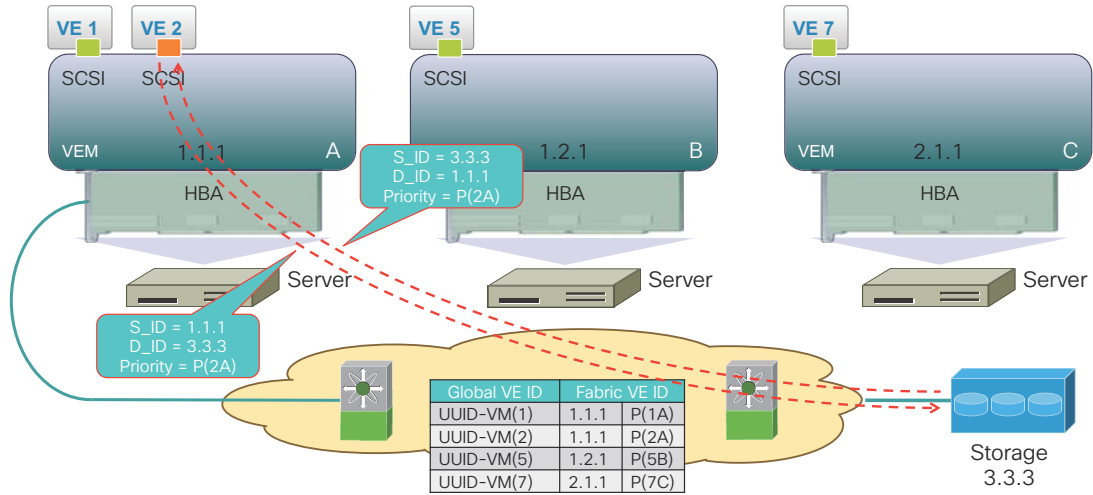 VE 1
VE 2
VE 5
VE 7
SCSI
SCSI
SCSI
SCSI
VEM
1.1.1
A
1.2.1
B
VEM
2.1.1
C
S_ID = 3.3.3
D_ID = 1.1.1
Priority = P(2A)
HBA
HBA
HBA
Server
Server
Server
S_ID = 1.1.1
D_ID = 3.3.3
Priority = P(2A)
Global VE ID Fabric VE ID
UUID-VM(1) 1.1.1 P(1A)
UUID-VM(2) 1.1.1 P(2A)
UUID-VM(5) 1.2.1 P(5B)
UUID-VM(7) 2.1.1 P(7C)
Storage
3.3.3